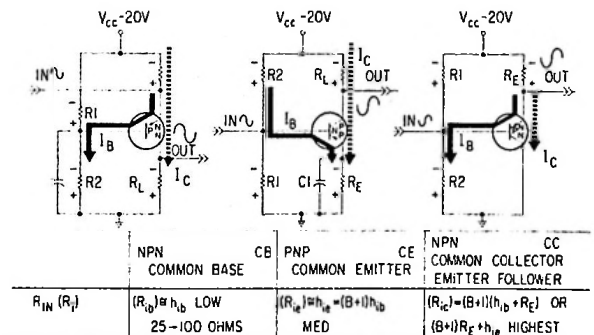 Vcc-20V Vcc-20V Vcc-20V
IN R1 IB R2 RL OUT IC
R2 RL IC OUT IN IB R1 C1 RE
R1 RE OUT IN IB R2 IC
NPN CB
COMMON BASE
PNP CE
COMMON EMITTER
NPN CC
COMMON COLLECTOR
EMITTER FOLLOWER
RIN (Ri)
(Rib)≅hib LOW
25-100 OHMS
(Rie)≅hie=(B+1)hib
MED
(Ric)=(B+1)(hib+RE) OR
(B+1)RE+hie HIGHEST